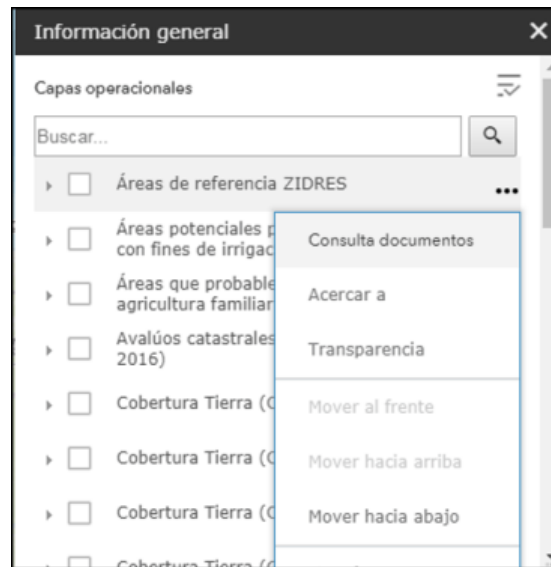 Información general
Capas operacionales
Buscar...
Áreas de referencia ZIDRES
Áreas potenciales
con fines de irrigac
Áreas que probable
agricultura familiar
Avalúos catastrales
2016)
Cobertura Tierra (
Cobertura Tierra (
Cobertura Tierra (
Cobertura Tierra (
Consulta documentos
Acercar a
Transparencia
Mover al frente
Mover hacia arriba
Mover hacia abajo